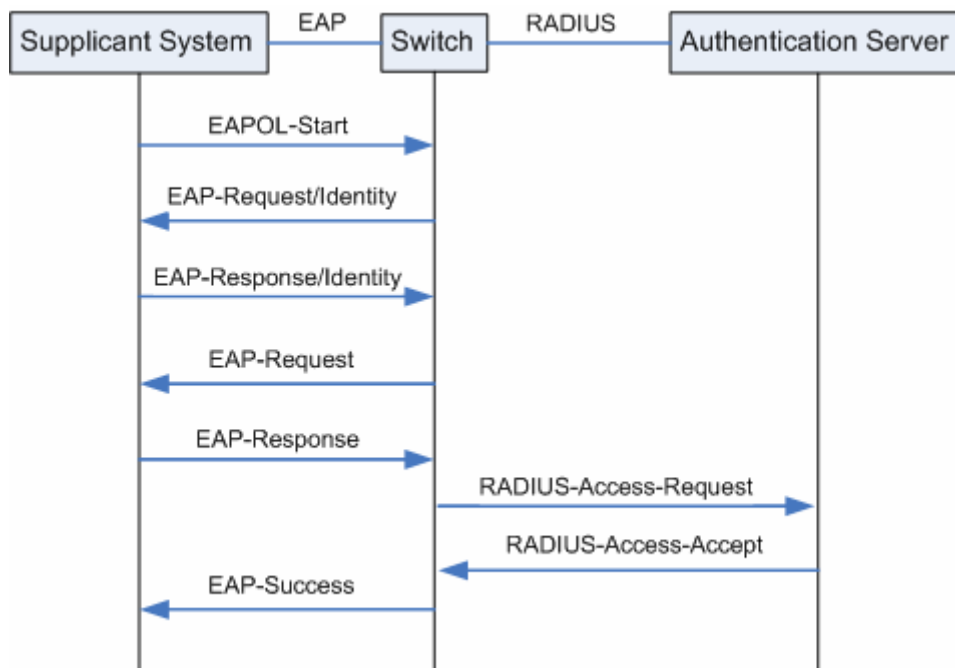 EAP
RADIUS
Supplicant System
Switch
Authentication Server
EAPOL-Start
EAP-Request/Identity
EAP-Response/Identity
EAP-Request
EAP-Response
RADIUS-Access-Request
RADIUS-Access-Accept
EAP-Success